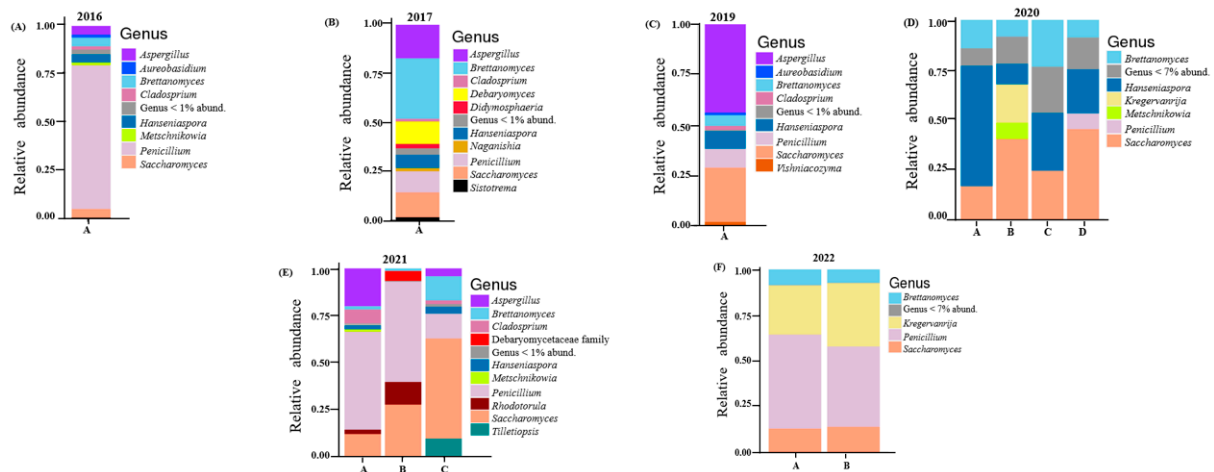 (A)
2016
1.00
0.75
0.50
0.25
0.00
Relative abundance
A
Genus
Aspergillus
Aureobasidium
Brettanomyces
Cladosprium
Genus < 1% abund.
Hanseniaspora
Metschnikowia
Penicillium
Saccharomyces
(B)
2017
1.00
0.75
0.50
0.25
0.00
Relative abundance
A
Genus
Aspergillus
Brettanomyces
Cladosprium
Debaryomyces
Didymosphaeria
Genus < 1% abund.
Hanseniaspora
Naganishia
Penicillium
Saccharomyces
Sistotrema
(C)
2019
1.00
0.75
0.50
0.25
0.00
Relative abundance
A
Genus
Aspergillus
Aureobasidium
Brettanomyces
Cladosprium
Genus < 1% abund.
Hanseniaspora
Penicillium
Saccharomyces
Vishniacozyma
(D)
2020
1.00
0.75
0.50
0.25
0.00
Relative abundance
A B C D
Genus
Brettanomyces
Genus < 7% abund.
Hanseniaspora
Kregervanrija
Metschnikowia
Penicillium
Saccharomyces
(E)
2021
1.00
0.75
0.50
0.25
0.00
Relative abundance
A B C
Genus
Aspergillus
Brettanomyces
Cladosprium
Debaryomycetaceae family
Genus < 1% abund.
Hanseniaspora
Metschnikowia
Penicillium
Rhodotorula
Saccharomyces
Tilletiopsis
(F)
2022
1.00
0.75
0.50
0.25
0.00
Relative abundance
A B
Genus
Brettanomyces
Genus < 7% abund.
Kregervanrija
Penicillium
Saccharomyces